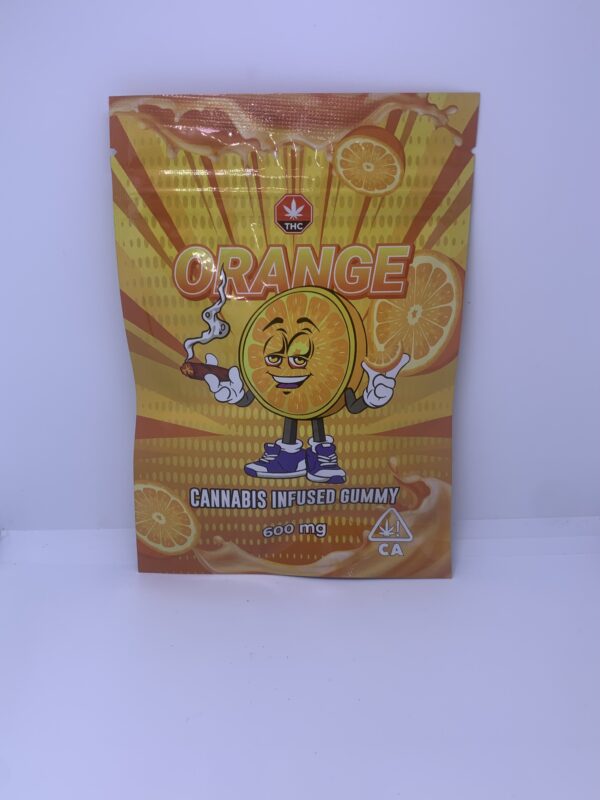 THC
ORANGE
CANNABIS INFUSED GUMMY
600 mg
!
CA